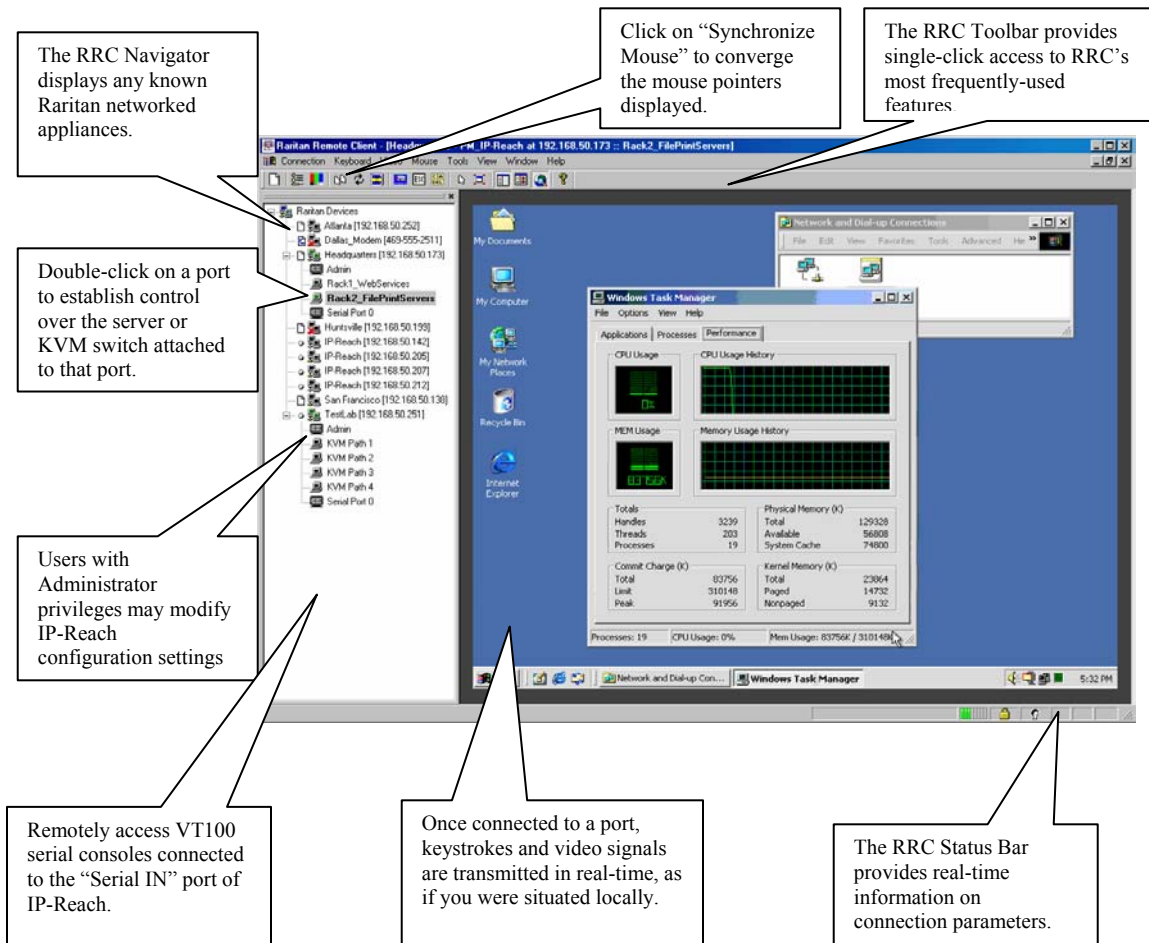 The RRC Navigator
displays any known
Raritan networked
appliances.
Click on “Synchronize
Mouse” to converge
the mouse pointers
displayed.
The RRC Toolbar provides
single-click access to RRC’s
most frequently-used
features.
Raritan Remote Client - [Headq PM_IP-Reach at 192.168.50.173 :: Rack2_FilePrintServers]
Connection Keyboard Mouse Tools View Window Help
Raritan Devices
Atlanta [192.168.50.252]
Dallas_Modem [469-555-2511]
Headquarters [192.168.50.173]
Admin
Rack1_WebServices
Rack2_FilePrintServers
Serial Port 0
Huntsville [192.168.50.199]
IP-Reach [192.168.50.142]
IP-Reach [192.168.50.205]
IP-Reach [192.168.50.207]
IP-Reach [192.168.50.212]
San Francisco [192.168.50.138]
TestLab [192.168.50.251]
Admin
KVM Path 1
KVM Path 2
KVM Path 3
KVM Path 4
Serial Port 0
Double-click on a port
to establish control
over the server or
KVM switch attached
to that port.
Users with
Administrator
privileges may modify
IP-Reach
configuration settings
My Documents
My Computer
My Network
Places
Recycle Bin
Internet
Explorer
Network and Dial-up Connections
File Edit View Favorites Tools Advanced
Windows Task Manager
File Options View Help
Applications Processes Performance
CPU Usage CPU Usage History
0%
MEM Usage Memory Usage History
83756K
Totals
Handles 3239
Threads 203
Processes 19
Physical Memory (K)
Total 129328
Available 56808
System Cache 74800
Commit Charge (K)
Total 83756
Limit 310148
Peak 91956
Kernel Memory (K)
Total 23864
Paged 14732
Nonpaged 9132
Processes: 19 CPU Usage: 0% Mem Usage: 83756K / 310148K
Network and Dial-up Con... Windows Task Manager 5:32 PM
Remotely access VT100
serial consoles connected
to the “Serial IN” port of
IP-Reach.
Once connected to a port,
keystrokes and video signals
are transmitted in real-time, as
if you were situated locally.
The RRC Status Bar
provides real-time
information on
connection parameters.